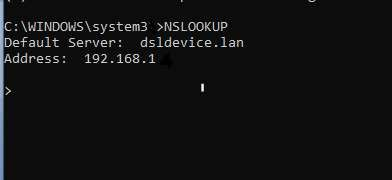 C:\WINDOWS\system3 >NSLOOKUP
Default Server:  dsldevice.lan
Address:  192.168.1
>